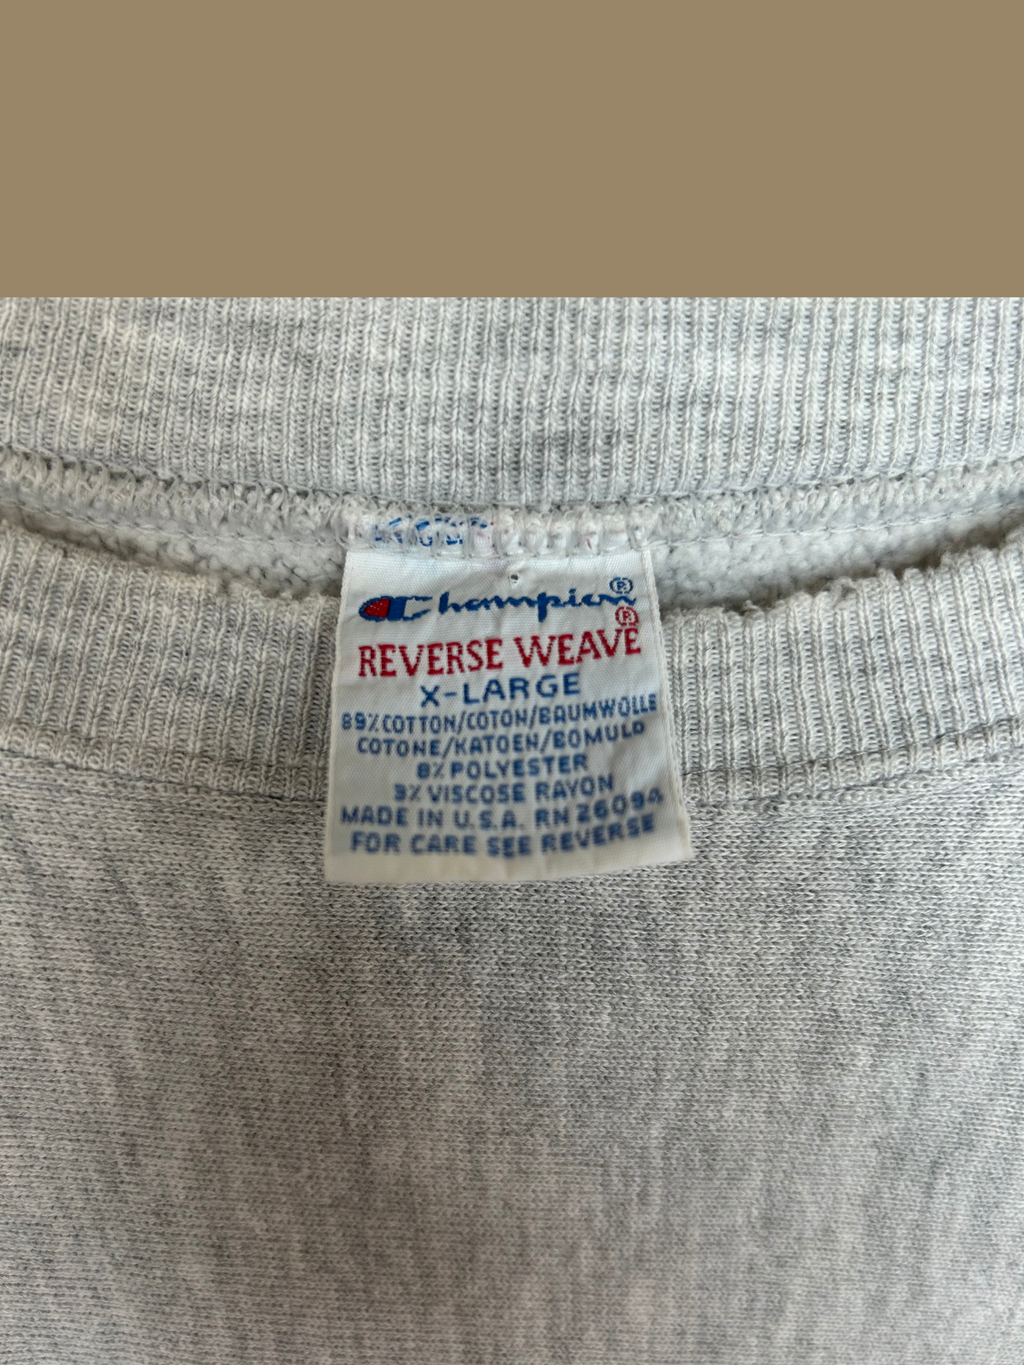 Champion®
REVERSE WEAVE®
X-LARGE
89% COTTON/COTON/BAUMWOLLE
COTONE/KATOEN/BOMULD
8% POLYESTER
3% VISCOSE RAYON
MADE IN U.S.A. RN 26094
FOR CARE SEE REVERSE